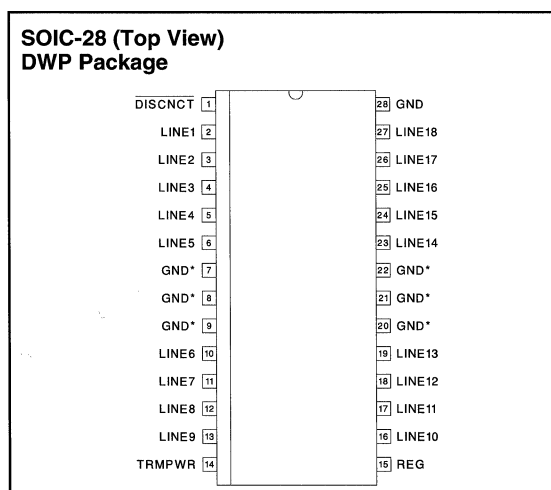 SOIC-28 (Top View)
DWP Package
DISCNCT 1 28 GND
LINE1 2 27 LINE18
LINE2 3 26 LINE17
LINE3 4 25 LINE16
LINE4 5 24 LINE15
LINE5 6 23 LINE14
GND* 7 22 GND*
GND* 8 21 GND*
GND* 9 20 GND*
LINE6 10 19 LINE13
LINE7 11 18 LINE12
LINE8 12 17 LINE11
LINE9 13 16 LINE10
TRMPWR 14 15 REG